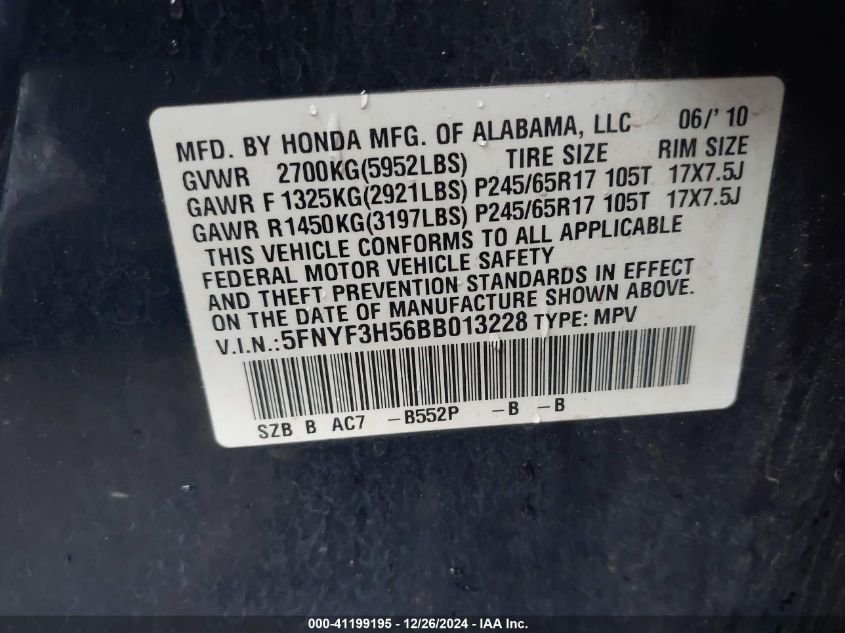 MFD. BY HONDA MFG. OF ALABAMA, LLC 06/'10
GVWR 2700KG(5952LBS) TIRE SIZE RIM SIZE
GAWR F 1325KG(2921LBS) P245/65R17 105T 17X7.5J
GAWR R1450KG(3197LBS) P245/65R17 105T 17X7.5J
THIS VEHICLE CONFORMS TO ALL APPLICABLE
FEDERAL MOTOR VEHICLE SAFETY
AND THEFT PREVENTION STANDARDS IN EFFECT
ON THE DATE OF MANUFACTURE SHOWN ABOVE.
V.I.N.:5FNYF3H56BB013228 TYPE: MPV
SZB B AC7 -B552P -B -B
000-41199195 - 12/26/2024 - IAA Inc.